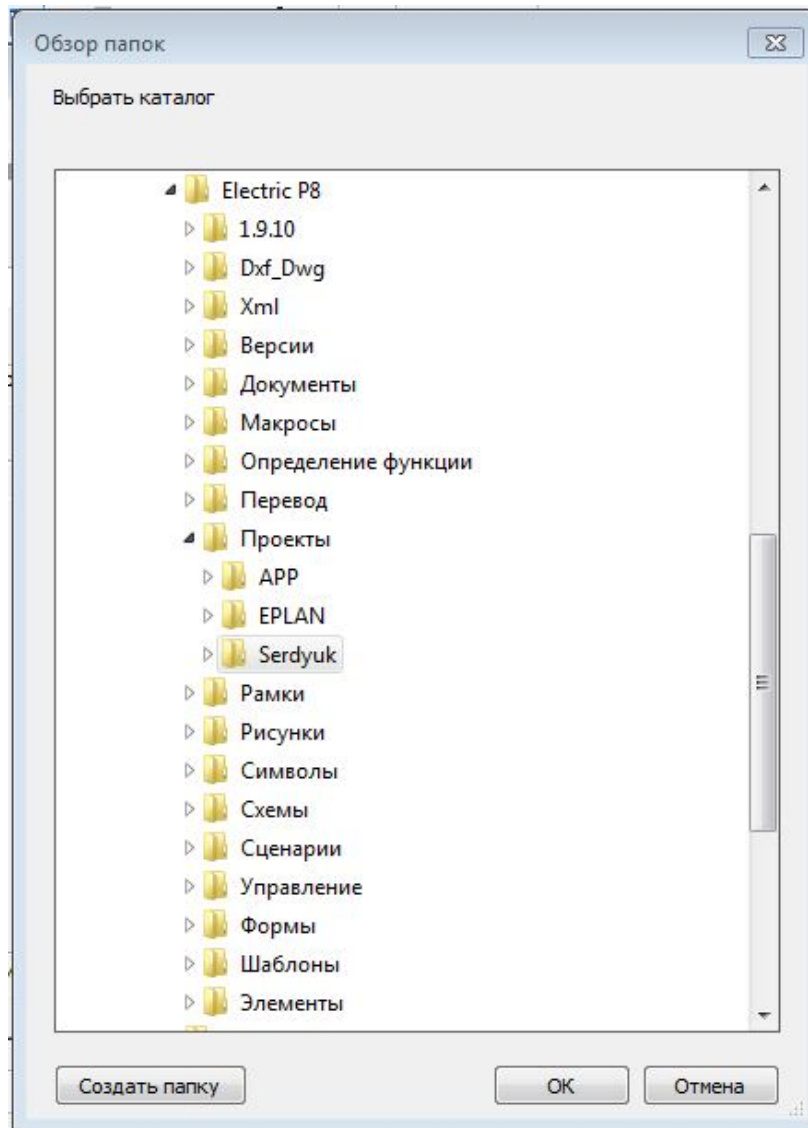 Обзор папок
Выбрать каталог
Electric P8
1.9.10
Dxf_Dwg
Xml
Версии
Документы
Макросы
Определение функции
Перевод
Проекты
APP
EPLAN
Serdyuk
Рамки
Рисунки
Символы
Схемы
Сценарии
Управление
Формы
Шаблоны
Элементы
Создать папку
ОК
Отмена